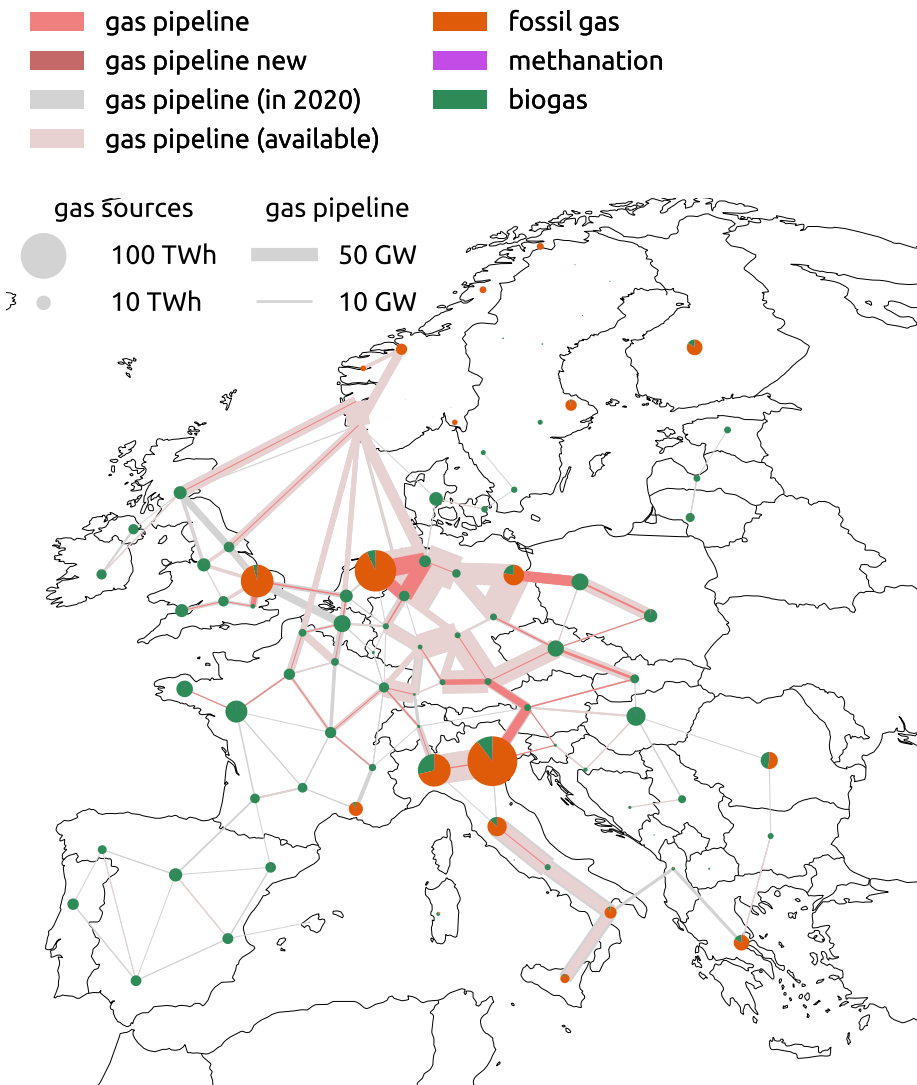 gas pipeline
gas pipeline new
gas pipeline (in 2020)
gas pipeline (available)
fossil gas
methanation
biogas
gas sources
100 TWh
10 TWh
gas pipeline
50 GW
10 GW